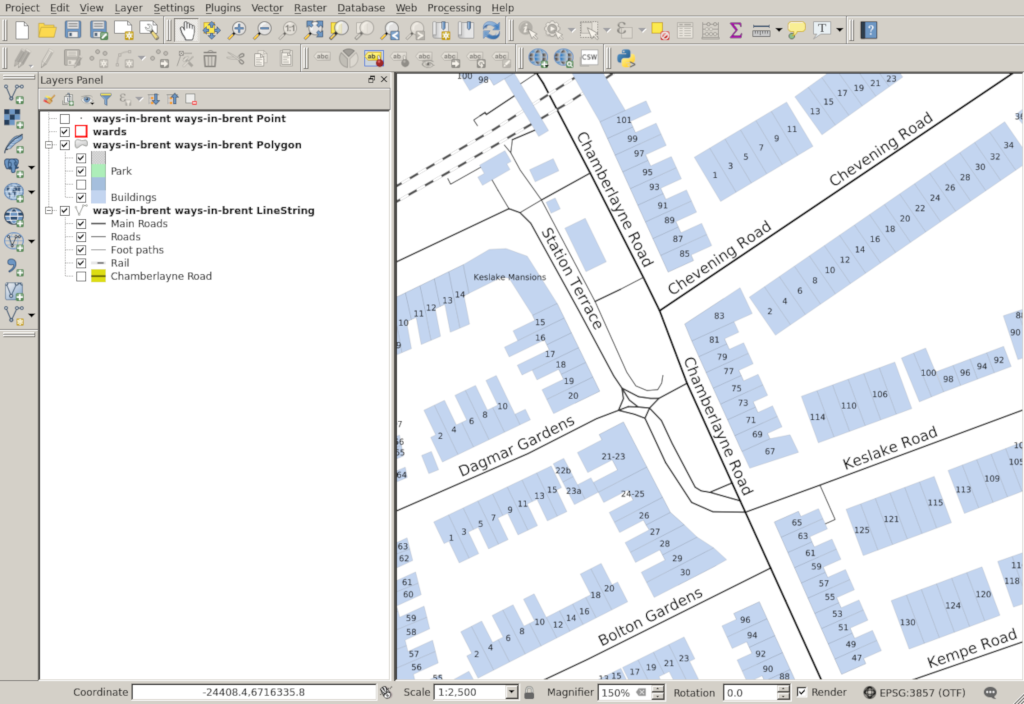 Project Edit View Layer Settings Plugins Vector Raster Database Web Processing Help
abc abc abc abc abc abc abc CSW
Layers Panel
ways-in-brent ways-in-brent Point
wards
ways-in-brent ways-in-brent Polygon
Park
Buildings
ways-in-brent ways-in-brent LineString
Main Roads
Roads
Foot paths
Rail
Chamberlayne Road
100 98
101
99
97
95
93
91
89
87
85
Chamberlayne Road
1 3 5 7 9 11
13 15 17 19 21 23
Chevening Road
Chevening Road
2 4 6 8 10 12 14 16 18 20 22 24 26 28 30 32 34
Station Terrace
Keslake Mansions
9 10 11 12 13 14
15
16
17
18
19
20
83
81
79
77
75
73
71
69
67
Chamberlayne Road
90
100 98 96 94 92
114 110 106
Keslake Road
2 4 6 8 10
Dagmar Gardens
64
21-23
22b
23a
24-25
26
27
28
29
30
1 3 5 7 9 11 13 15
113 109 105
125 121 115
65
63
61
59
57
55
53
51
49
47
63
62
61
60
59
58
57
56
55
2 4 6 8 10 12 14 16 18 20
Bolton Gardens
96
94
92
90
88
13 15 17 19 21 23
130 124 120 118
Kempe Road
Coordinate -24408.4,6716335.8 Scale 1:2,500 Magnifier 150% Rotation 0.0 Render EPSG:3857 (OTF)